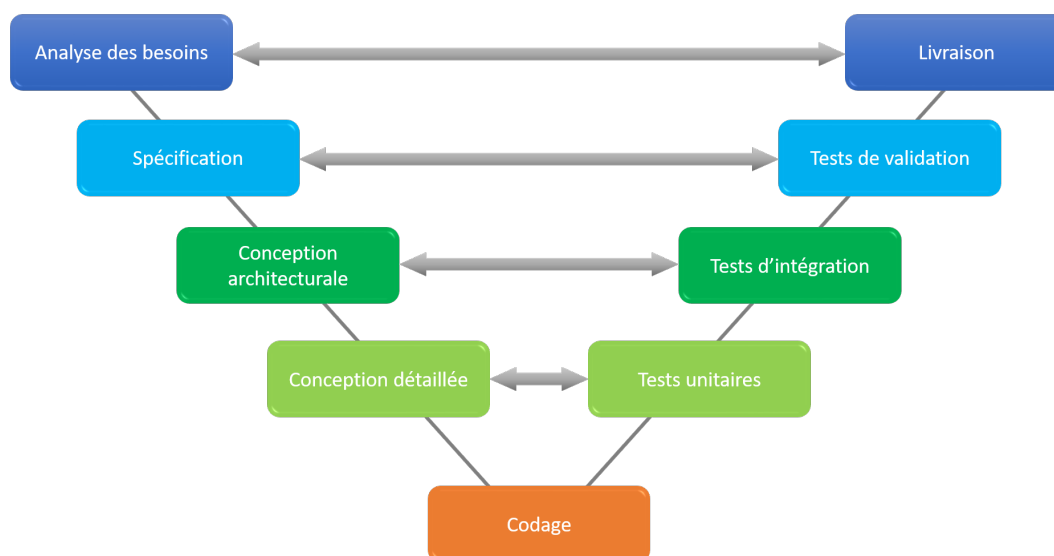 Analyse des besoins
Livraison
Spécification
Tests de validation
Conception
architecturale
Tests d’intégration
Conception détaillée
Tests unitaires
Codage